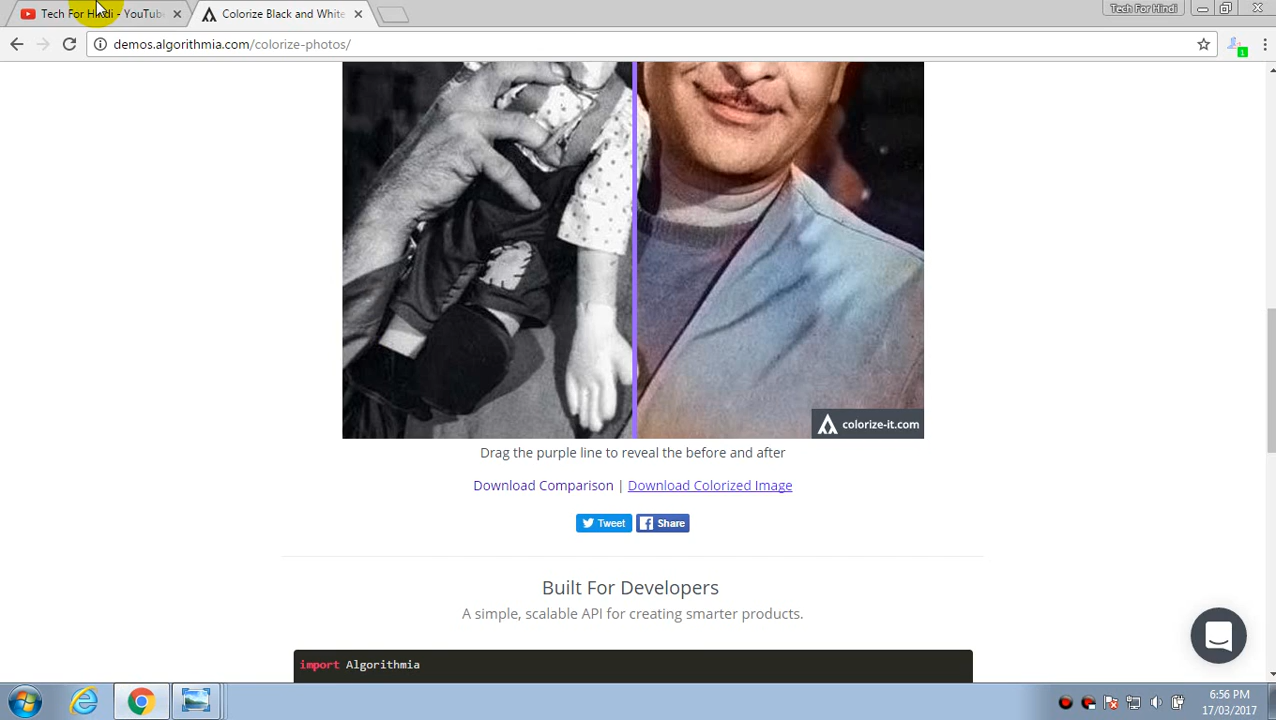 Tech For Hindi - YouTube
Colorize Black and White
Tech For Hindi
demos.algorithmia.com/colorize-photos/
1
colorize-it.com
Drag the purple line to reveal the before and after
Download Comparison | Download Colorized Image
Tweet
Share
Built For Developers
A simple, scalable API for creating smarter products.
import Algorithmia
6:56 PM
17/03/2017